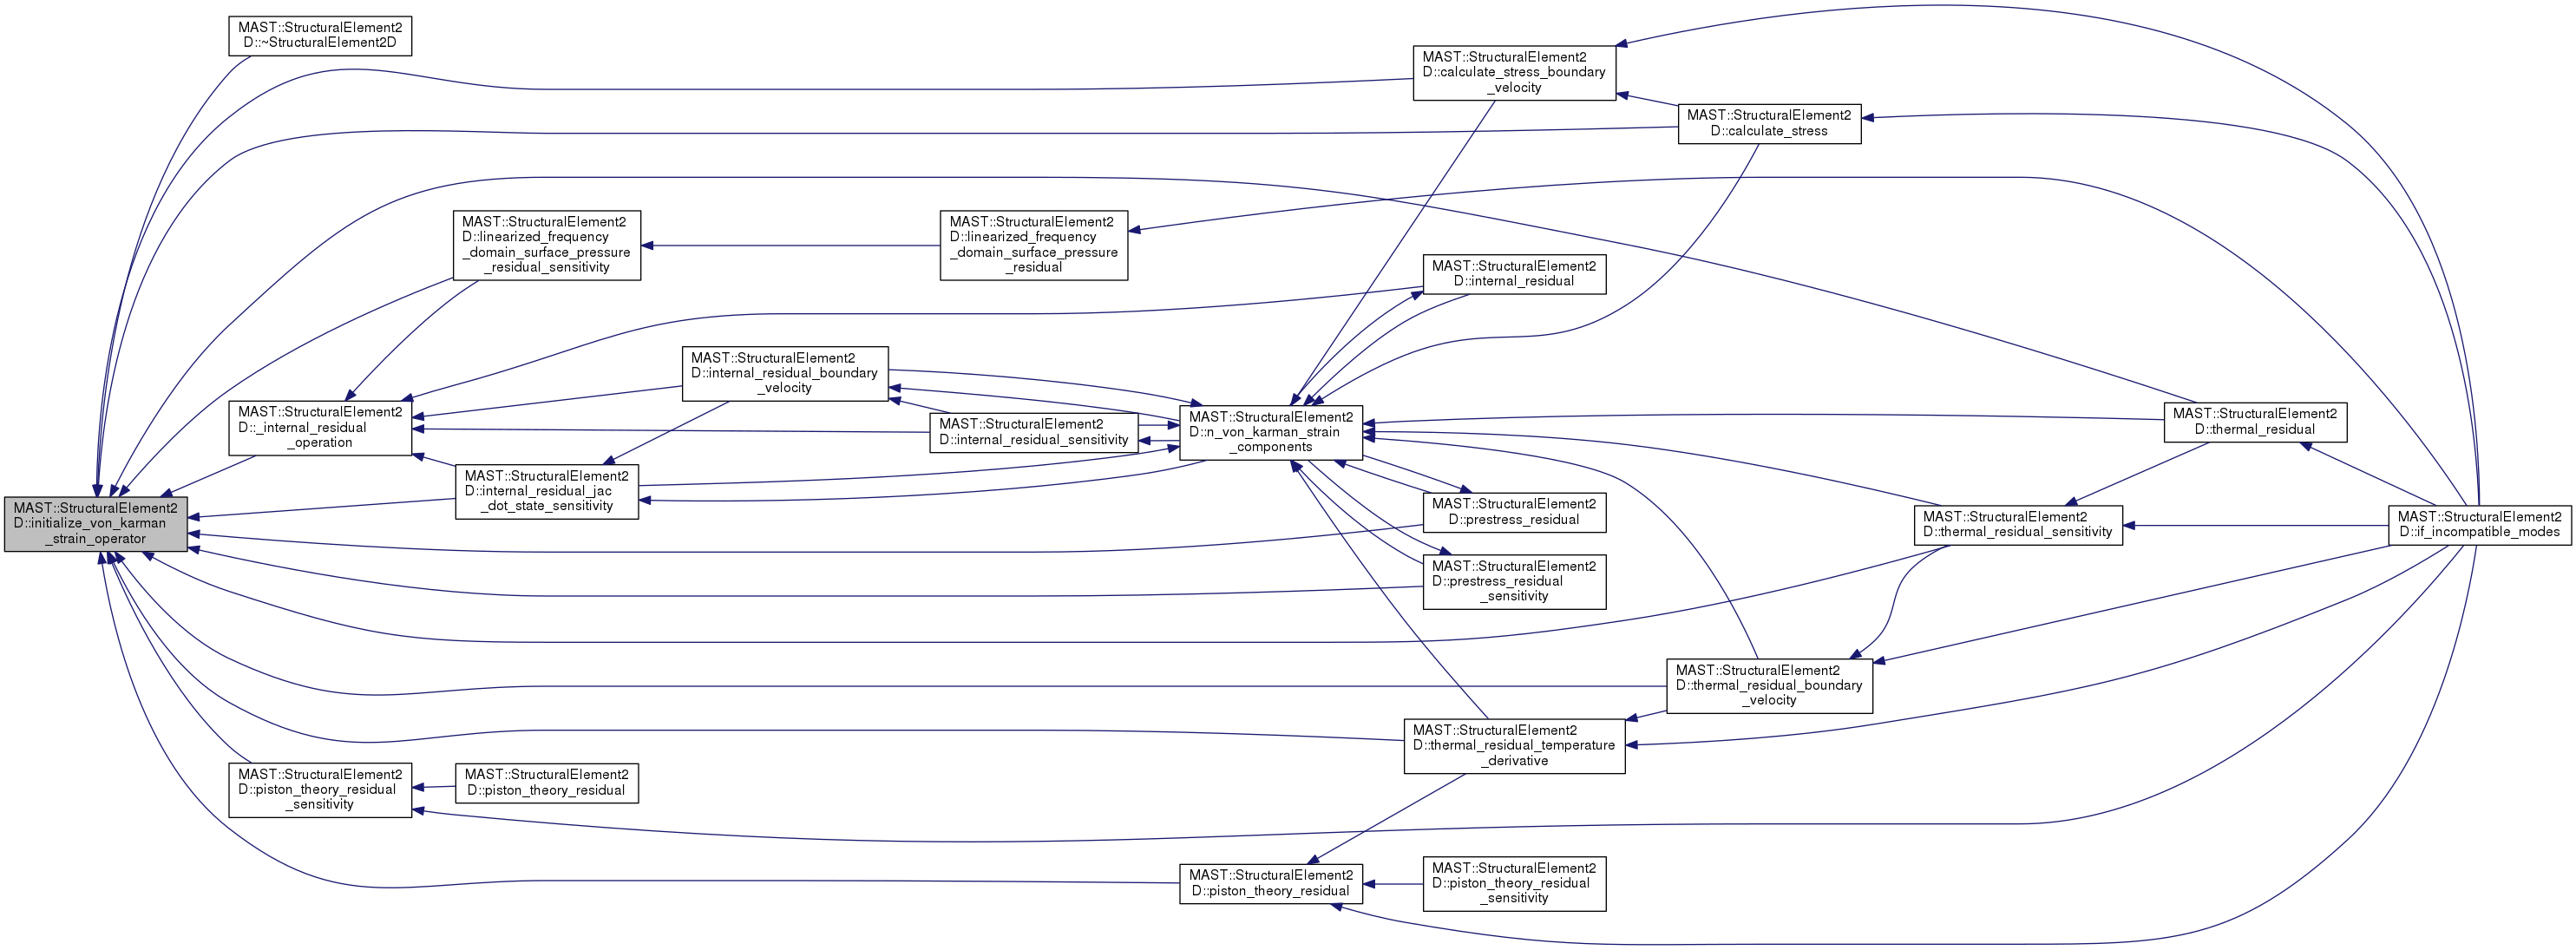 MAST::StructuralElement2
D::~StructuralElement2D
MAST::StructuralElement2
D::calculate_stress_boundary
_velocity
MAST::StructuralElement2
D::calculate_stress
MAST::StructuralElement2
D::linearized_frequency
_domain_surface_pressure
_residual_sensitivity
MAST::StructuralElement2
D::linearized_frequency
_domain_surface_pressure
_residual
MAST::StructuralElement2
D::internal_residual
MAST::StructuralElement2
D::internal_residual_boundary
_velocity
MAST::StructuralElement2
D::_internal_residual
_operation
MAST::StructuralElement2
D::internal_residual_sensitivity
MAST::StructuralElement2
D::n_von_karman_strain
_components
MAST::StructuralElement2
D::thermal_residual
MAST::StructuralElement2
D::internal_residual_jac
_dot_state_sensitivity
MAST::StructuralElement2
D::initialize_von_karman
_strain_operator
MAST::StructuralElement2
D::prestress_residual
MAST::StructuralElement2
D::thermal_residual_sensitivity
MAST::StructuralElement2
D::if_incompatible_modes
MAST::StructuralElement2
D::prestress_residual
_sensitivity
MAST::StructuralElement2
D::thermal_residual_boundary
_velocity
MAST::StructuralElement2
D::thermal_residual_temperature
_derivative
MAST::StructuralElement2
D::piston_theory_residual
_sensitivity
MAST::StructuralElement2
D::piston_theory_residual
MAST::StructuralElement2
D::piston_theory_residual
MAST::StructuralElement2
D::piston_theory_residual
_sensitivity